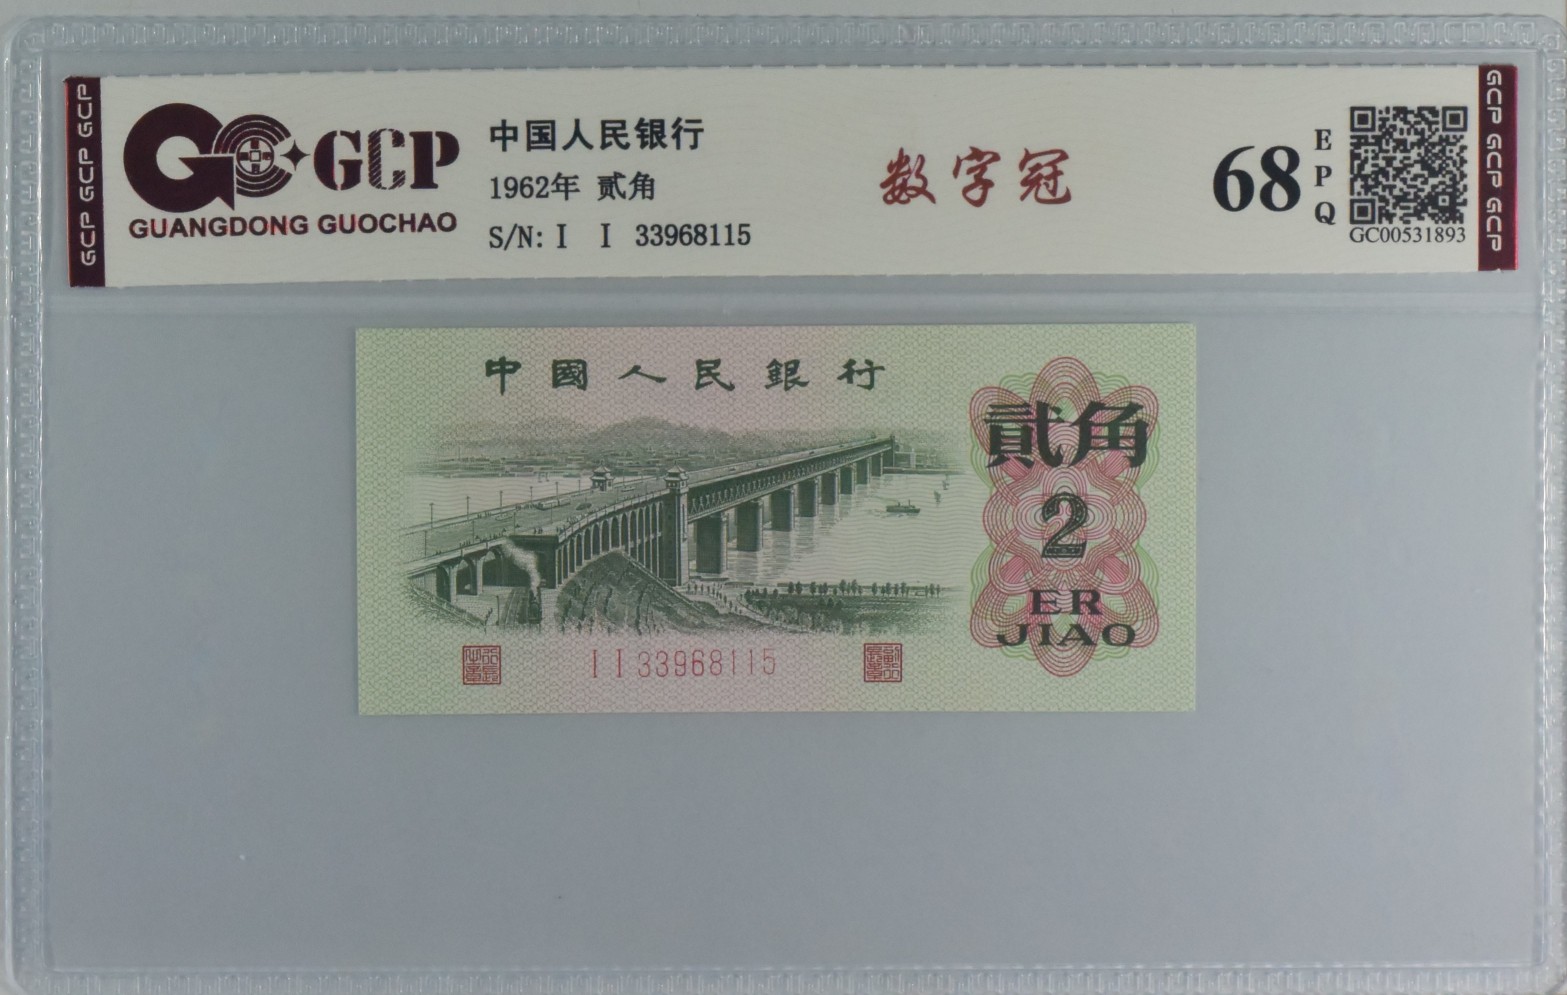 GCP GCP GCP
GCP
GUANGDONG GUOCHAO
中国人民银行
1962年 贰角
S/N: I I 33968115
数字冠
68
E
P
Q
GC00531893
GCP GCP GCP
中國人民銀行
貳角
2
ER
JIAO
I I 33968115